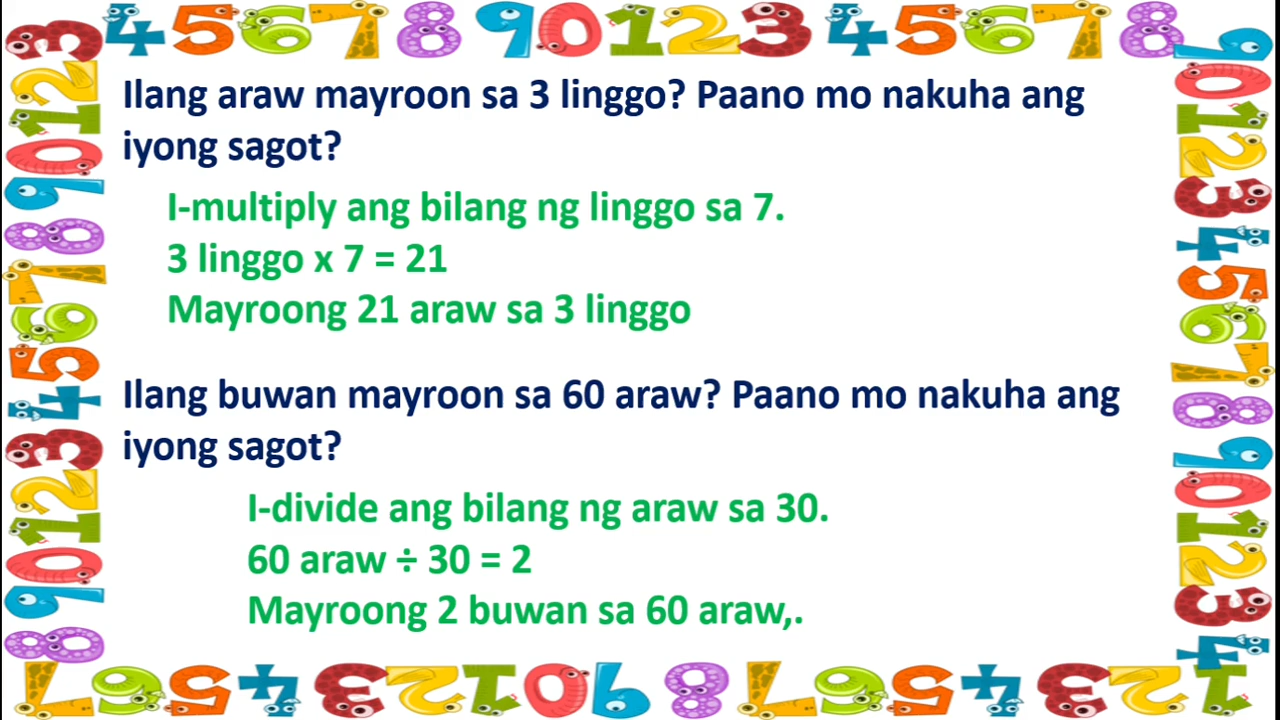 Ilang araw mayroon sa 3 linggo? Paano mo nakuha ang
iyong sagot?
I-multiply ang bilang ng linggo sa 7.
3 linggo x 7 = 21
Mayroong 21 araw sa 3 linggo
Ilang buwan mayroon sa 60 araw? Paano mo nakuha ang
iyong sagot?
I-divide ang bilang ng araw sa 30.
60 araw ÷ 30 = 2
Mayroong 2 buwan sa 60 araw,.